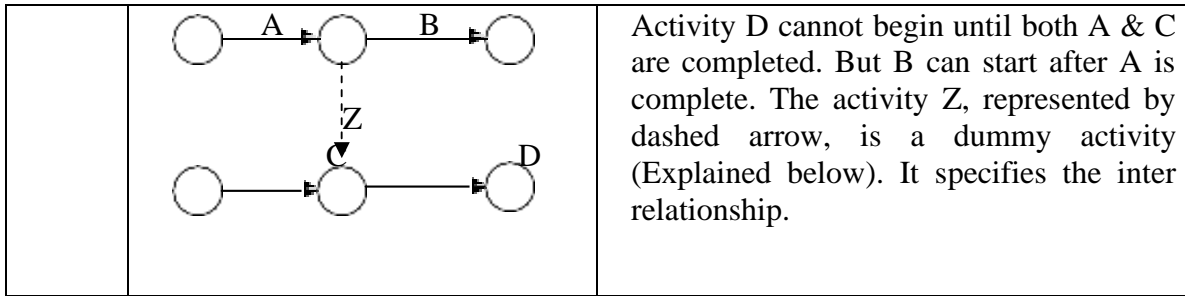 A B
Z
C D
Activity D cannot begin until both A & C
are completed. But B can start after A is
complete. The activity Z, represented by
dashed arrow, is a dummy activity
(Explained below). It specifies the inter
relationship.